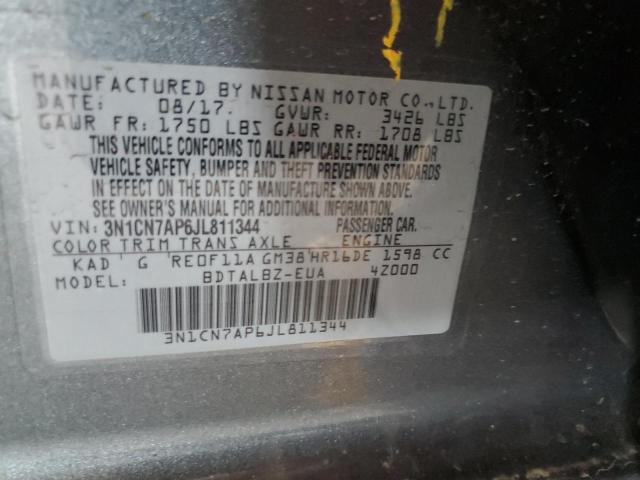 MANUFACTURED BY NISSAN MOTOR CO.,LTD.
DATE: 08/17. GVWR: 3426 LBS
GAWR FR: 1750 LBS GAWR RR: 1708 LBS
THIS VEHICLE CONFORMS TO ALL APPLICABLE FEDERAL MOTOR
VEHICLE SAFETY, BUMPER AND THEFT PREVENTION STANDARDS
IN EFFECT ON THE DATE OF MANUFACTURE SHOWN ABOVE.
SEE OWNER'S MANUAL FOR ADDITIONAL INFORMATION.
VIN: 3N1CN7AP6JL811344 PASSENGER CAR.
COLOR TRIM TRANS AXLE ENGINE
KAD G RE0F11A GM38 HR16DE 1598 CC
MODEL: BDTALBZ-EUA 4Z000
3N1CN7AP6JL811344